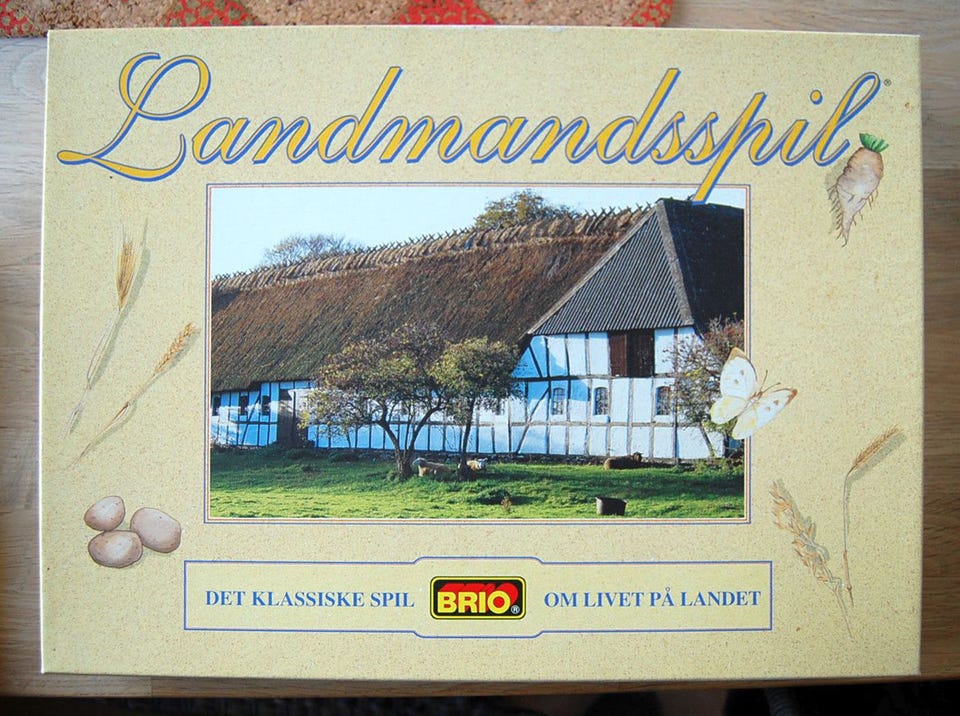 Landmandsspil®
DET KLASSISKE SPIL BRIO® OM LIVET PÅ LANDET